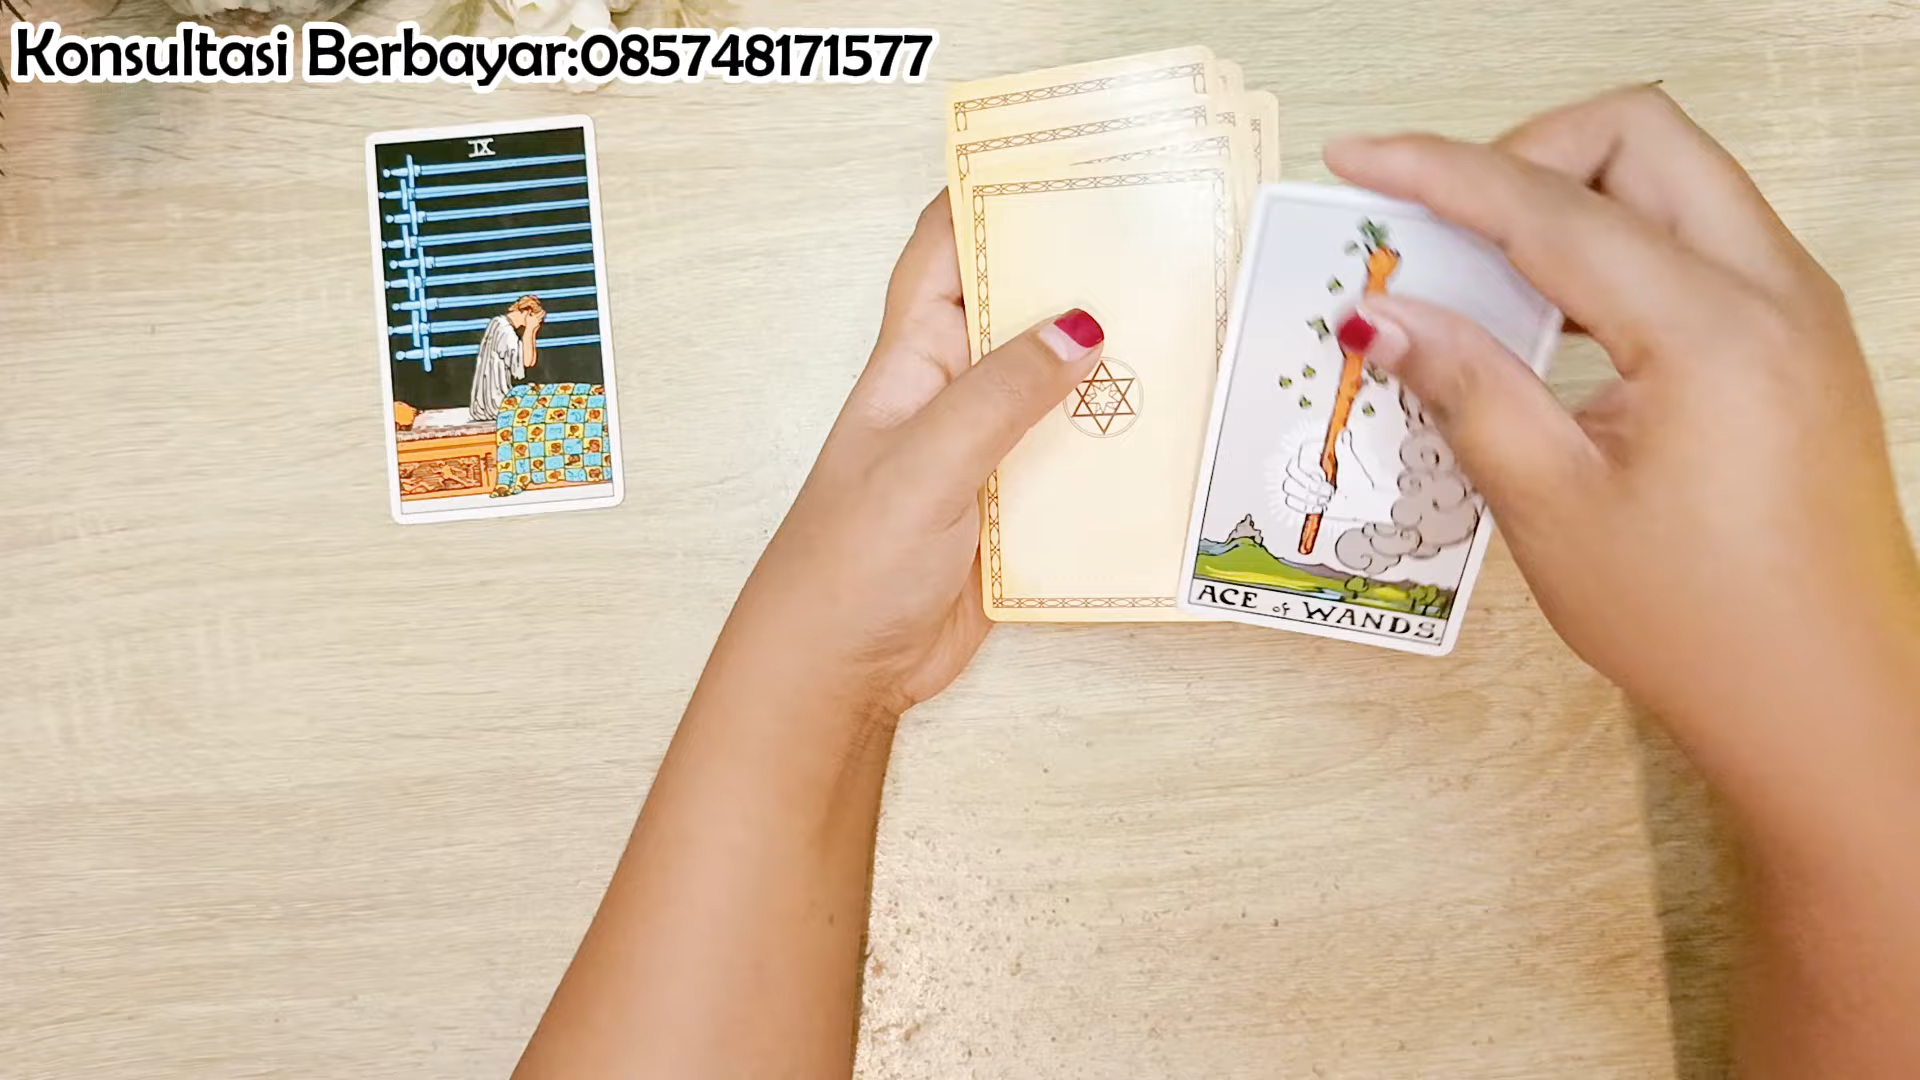 Konsultasi Berbayar:085748171577
IX
ACE of WANDS.